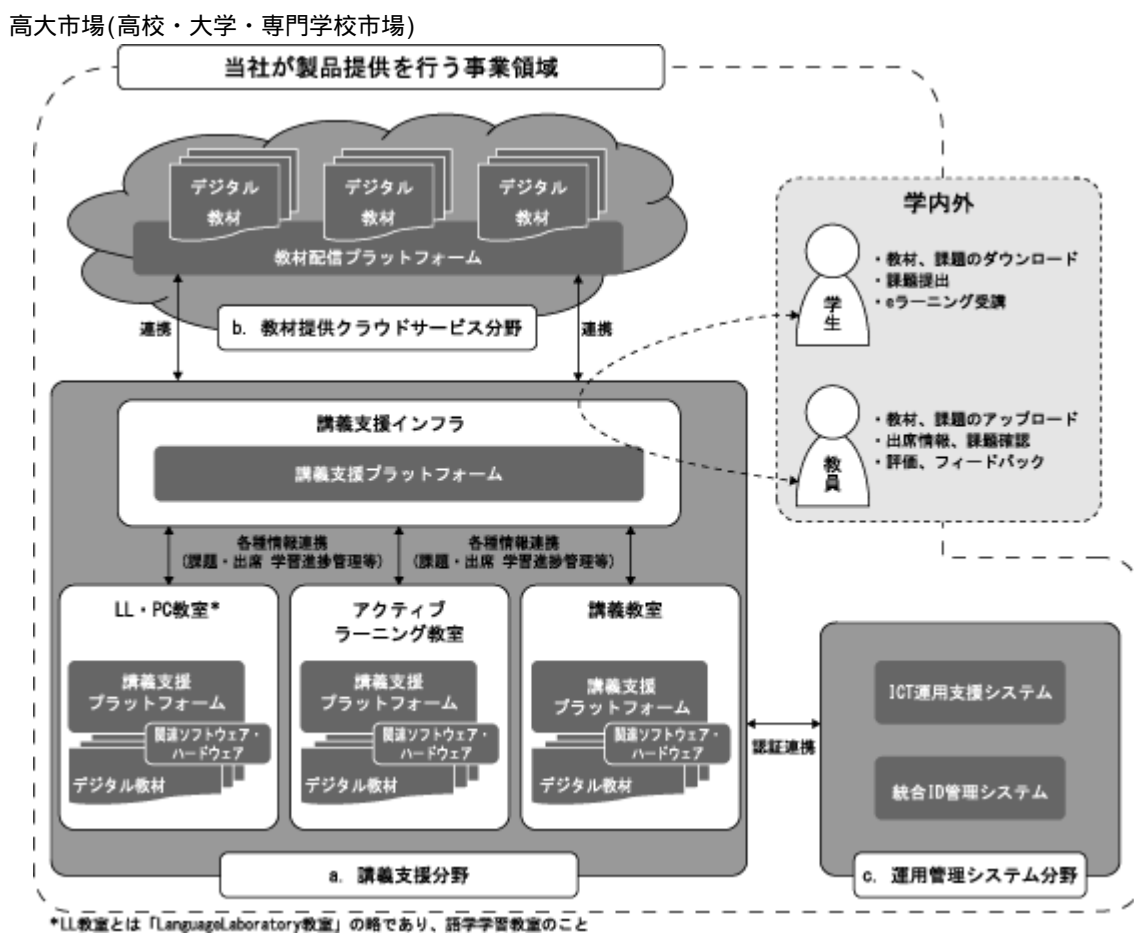 高大市場(高校・大学・専門学校市場)
当社が製品提供を行う事業領域
デジタル
教材
デジタル
教材
デジタル
教材
教材配信プラットフォーム
連携
b. 教材提供クラウドサービス分野
連携
学内外
学生
・教材、課題のダウンロード
・課題提出
・eラーニング受講
教員
・教材、課題のアップロード
・出席情報、課題確認
・評価、フィードバック
講義支援インフラ
講義支援プラットフォーム
各種情報連携
(課題・出席 学習進捗管理等)
各種情報連携
(課題・出席 学習進捗管理等)
LL・PC教室*
講義支援
プラットフォーム
関連ソフトウェア・
ハードウェア
デジタル教材
アクティブ
ラーニング教室
講義支援
プラットフォーム
関連ソフトウェア・
ハードウェア
デジタル教材
講義教室
講義支援
プラットフォーム
関連ソフトウェア・
ハードウェア
デジタル教材
a. 講義支援分野
認証連携
ICT運用支援システム
統合ID管理システム
c. 運用管理システム分野
*LL教室とは「LanguageLaboratory教室」の略であり、語学学習教室のこと